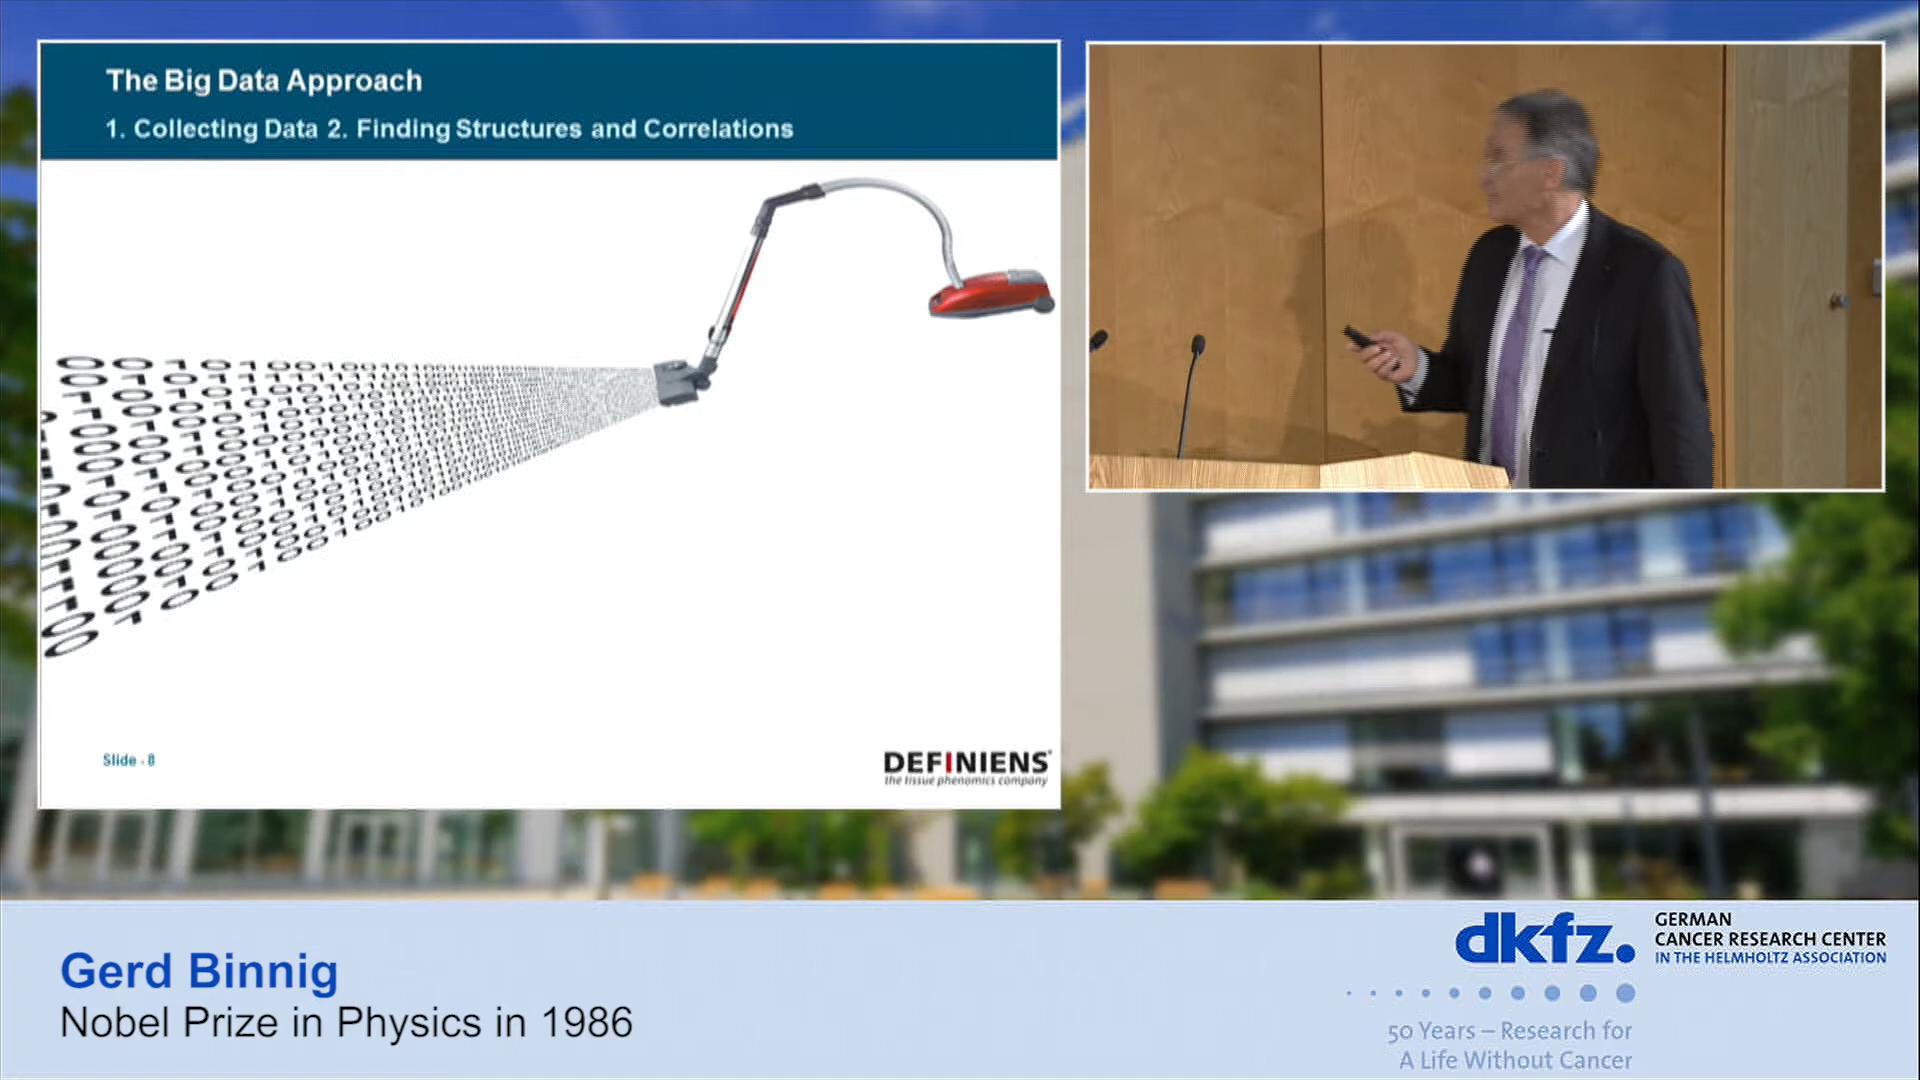 The Big Data Approach
1. Collecting Data 2. Finding Structures and Correlations
Slide - 8
DEFINIENS
the tissue phenomics company
Gerd Binnig
Nobel Prize in Physics in 1986
dkfz.
GERMAN
CANCER RESEARCH CENTER
IN THE HELMHOLTZ ASSOCIATION
50 Years – Research for
A Life Without Cancer